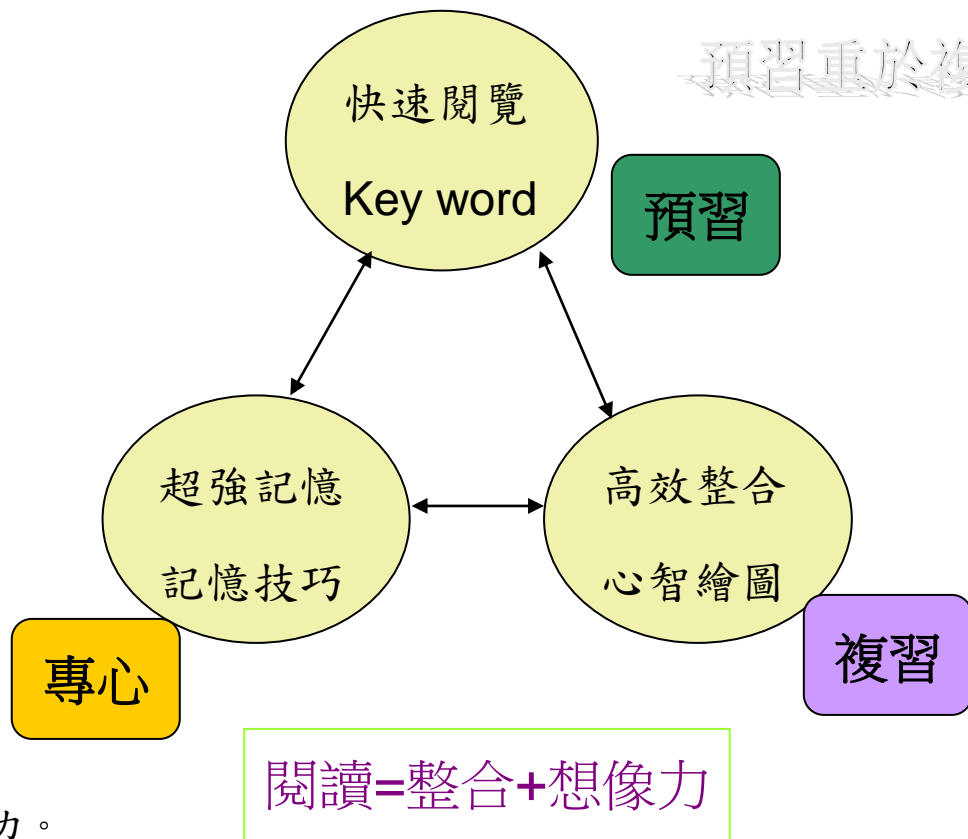 預習重於複
快速閱覽
Key word
預習
超強記憶
記憶技巧
高效整合
心智繪圖
專心
複習
閱讀=整合+想像力
力。